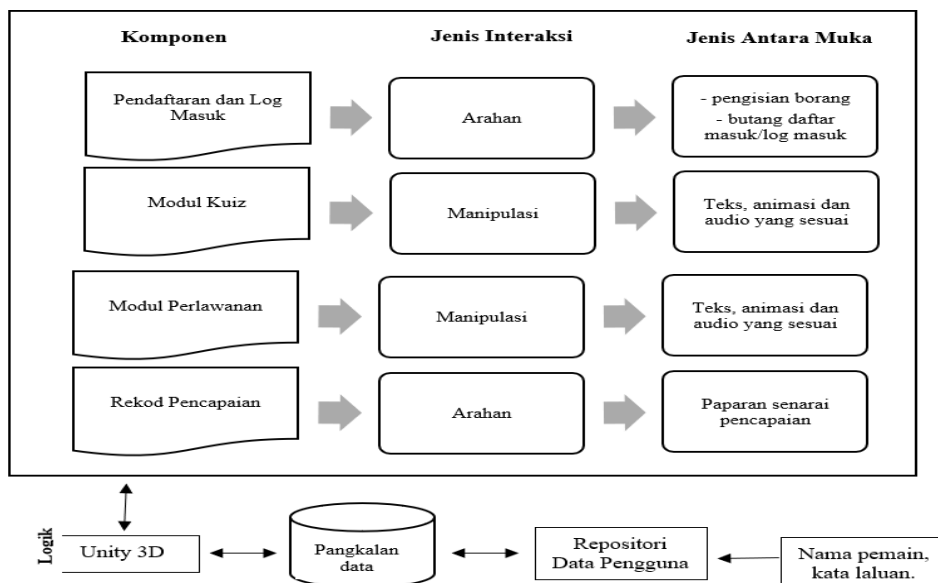 Komponen
Jenis Interaksi
Jenis Antara Muka
Pendaftaran dan Log
Masuk
Arahan
- pengisian borang
- butang daftar
masuk/log masuk
Modul Kuiz
Manipulasi
Teks, animasi dan
audio yang sesuai
Modul Perlawanan
Manipulasi
Teks, animasi dan
audio yang sesuai
Rekod Pencapaian
Arahan
Paparan senarai
pencapaian
Logik
Unity 3D
Pangkalan
data
Repositori
Data Pengguna
Nama pemain,
kata laluan.